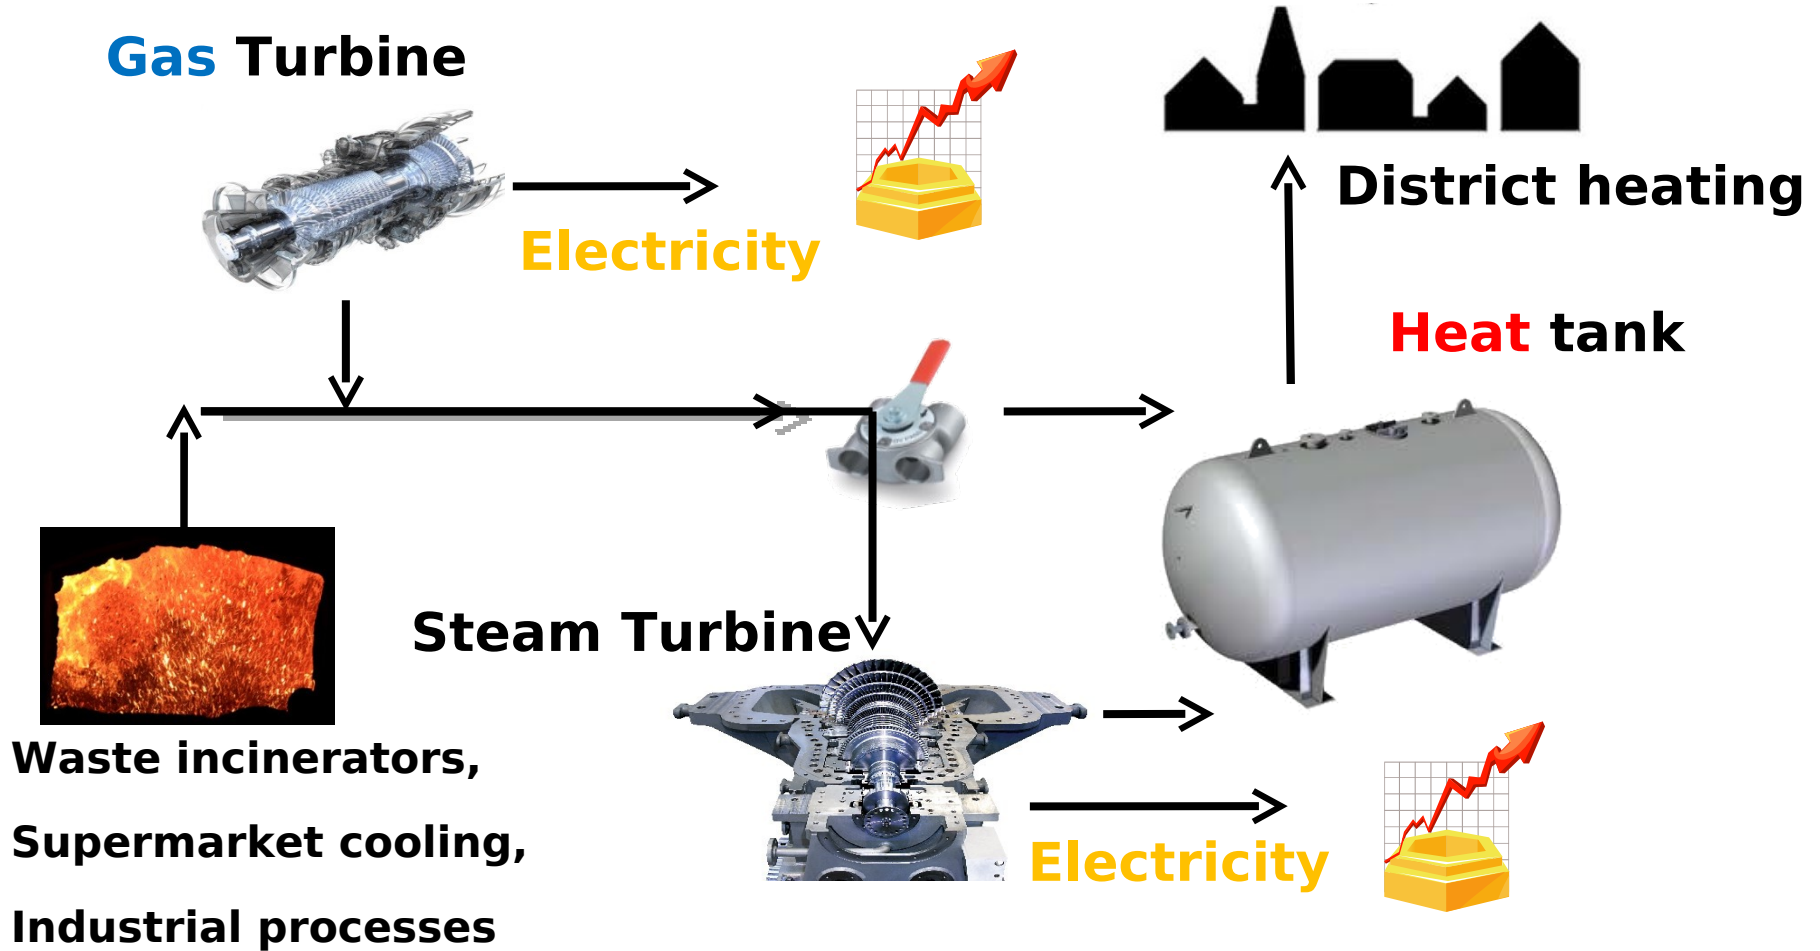 Gas Turbine
Electricity
District heating
Heat tank
Steam Turbine
Waste incinerators,
Supermarket cooling,
Industrial processes
Electricity